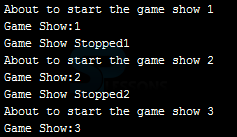 About to start the game show 1
Game Show:1
Game Show Stopped1
About to start the game show 2
Game Show:2
Game Show Stopped2
About to start the game show 3
Game Show:3